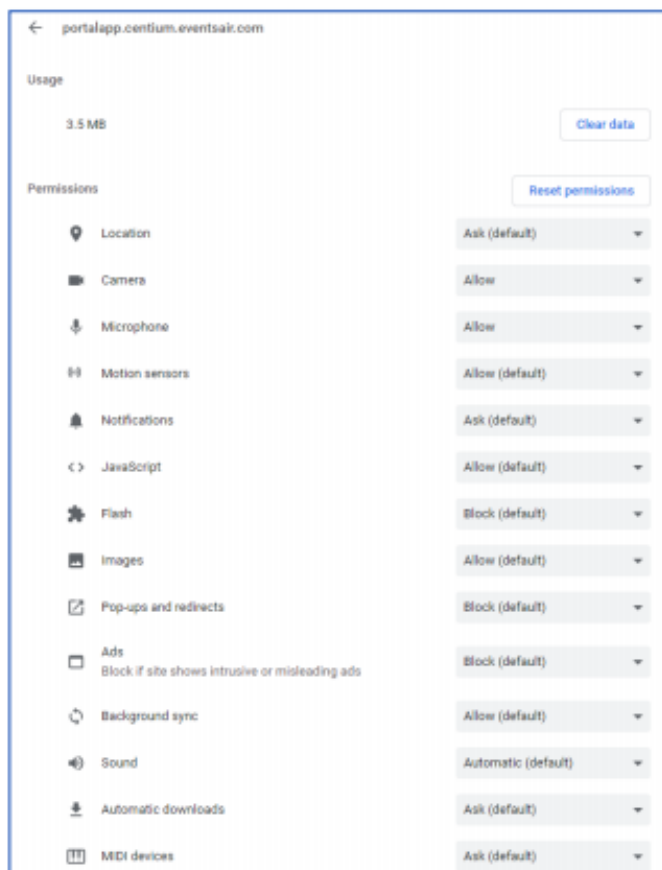 portalapp.centium.eventsair.com
Usage
3.5 MB Clear data
Permissions Reset permissions
Location Ask (default)
Camera Allow
Microphone Allow
Motion sensors Allow (default)
Notifications Ask (default)
JavaScript Allow (default)
Flash Block (default)
Images Allow (default)
Pop-ups and redirects Block (default)
Ads
Block if site shows intrusive or misleading ads Block (default)
Background sync Allow (default)
Sound Automatic (default)
Automatic downloads Ask (default)
MIDI devices Ask (default)